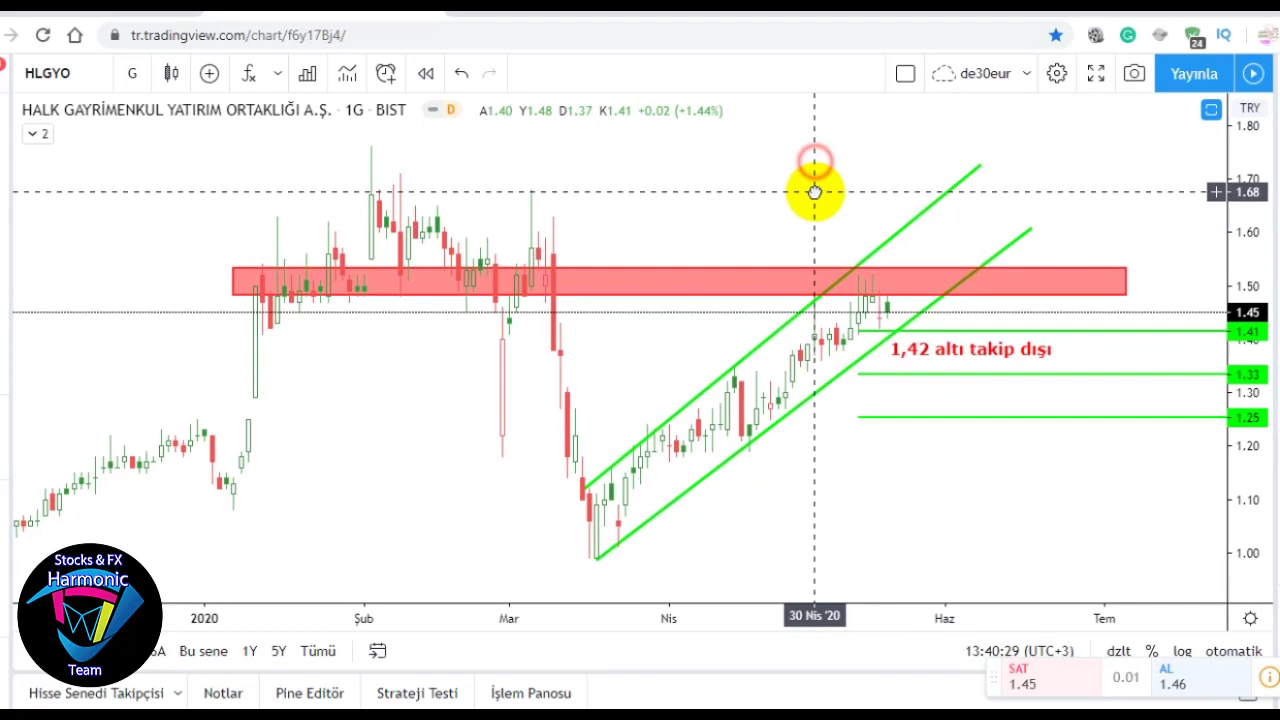 tr.tradingview.com/chart/f6y17Bj4/
24
IQ
HLGYO
G
de30eur
Yayınla
HALK GAYRİMENKUL YATIRIM ORTAKLIĞI A.Ş. · 1G · BIST
D
A1.40 Y1.48 D1.37 K1.41 +0.02 (+1.44%)
TRY
2
1.80
1.70
1.68
1.60
1.50
1.45
1.41
1,42 altı takip dışı
1.33
1.30
1.25
1.20
1.10
1.00
Stocks & FX
Harmonic
Team
2020
Şub
Mar
Nis
30 Nis '20
Haz
Tem
Bu sene
1Y
5Y
Tümü
13:40:29 (UTC+3)
dzlt
%
log
otomatik
SAT
1.45
0.01
AL
1.46
Hisse Senedi Takipçisi
Notlar
Pine Editör
Strateji Testi
İşlem Panosu